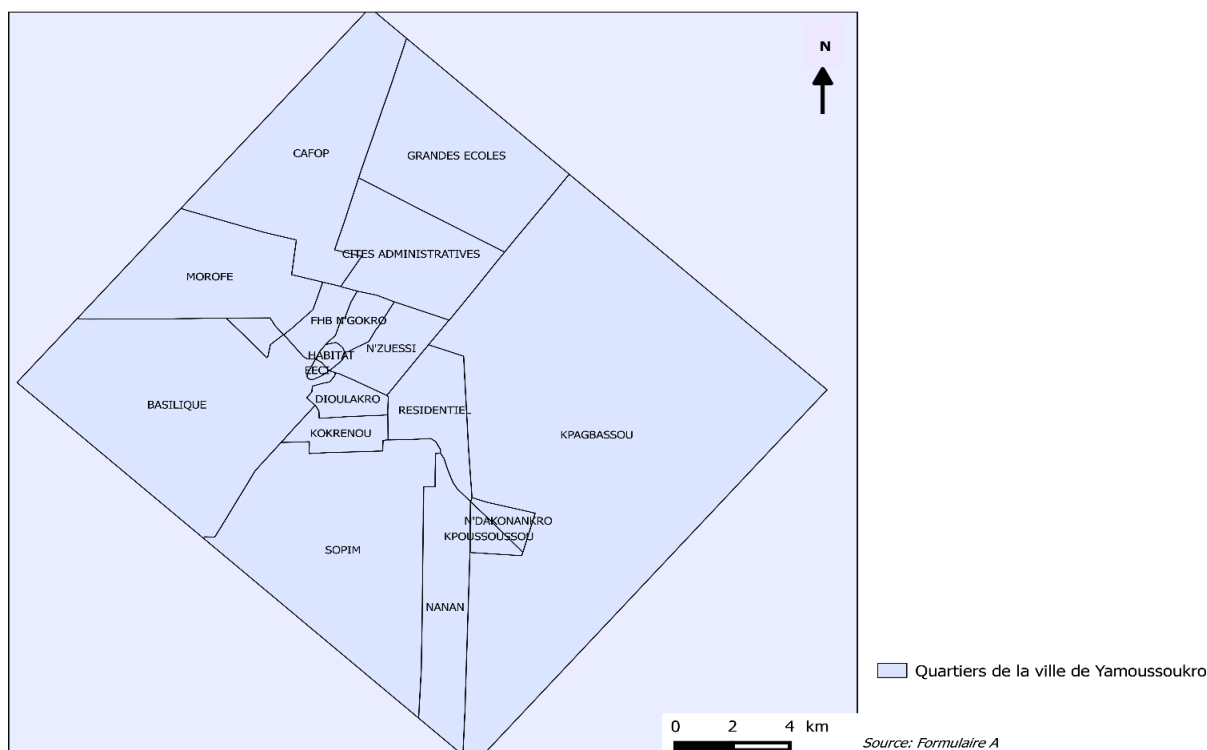 N
CAFOP
GRANDES ECOLES
CITES ADMINISTRATIVES
MOROFE
FHB N'GOKRO
N'ZUESSI
HABITAT
EECI
DIOULAKRO
BASILIQUE
RESIDENTIEL
KOKRENOU
KPAGBASSOU
N'DAKONANKRO
KPOUSSOUSSOU
SOPIM
NANAN
Quartiers de la ville de Yamoussoukro
0 2 4 km
Source: Formulaire A